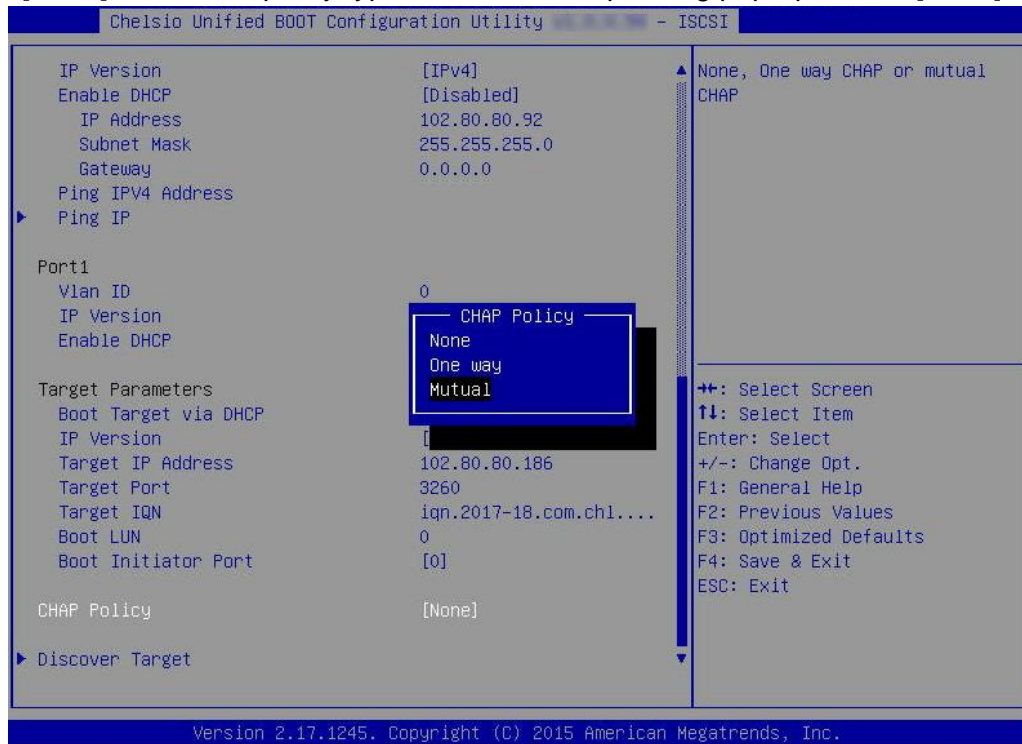 Chelsio Unified BOOT Configuration Utility - ISCSI
IP Version [IPv4]
Enable DHCP [Disabled]
IP Address 102.80.80.92
Subnet Mask 255.255.255.0
Gateway 0.0.0.0
Ping IPV4 Address
Ping IP
Port1
Vlan ID 0
IP Version
Enable DHCP
Target Parameters
Boot Target via DHCP
IP Version [
Target IP Address 102.80.80.186
Target Port 3260
Target IQN iqn.2017-18.com.chl....
Boot LUN 0
Boot Initiator Port [0]
CHAP Policy [None]
Discover Target
CHAP Policy
None
One way
Mutual
None, One way CHAP or mutual
CHAP
→←: Select Screen
↑↓: Select Item
Enter: Select
+/-: Change Opt.
F1: General Help
F2: Previous Values
F3: Optimized Defaults
F4: Save & Exit
ESC: Exit
Version 2.17.1245. Copyright (C) 2015 American Megatrends, Inc.